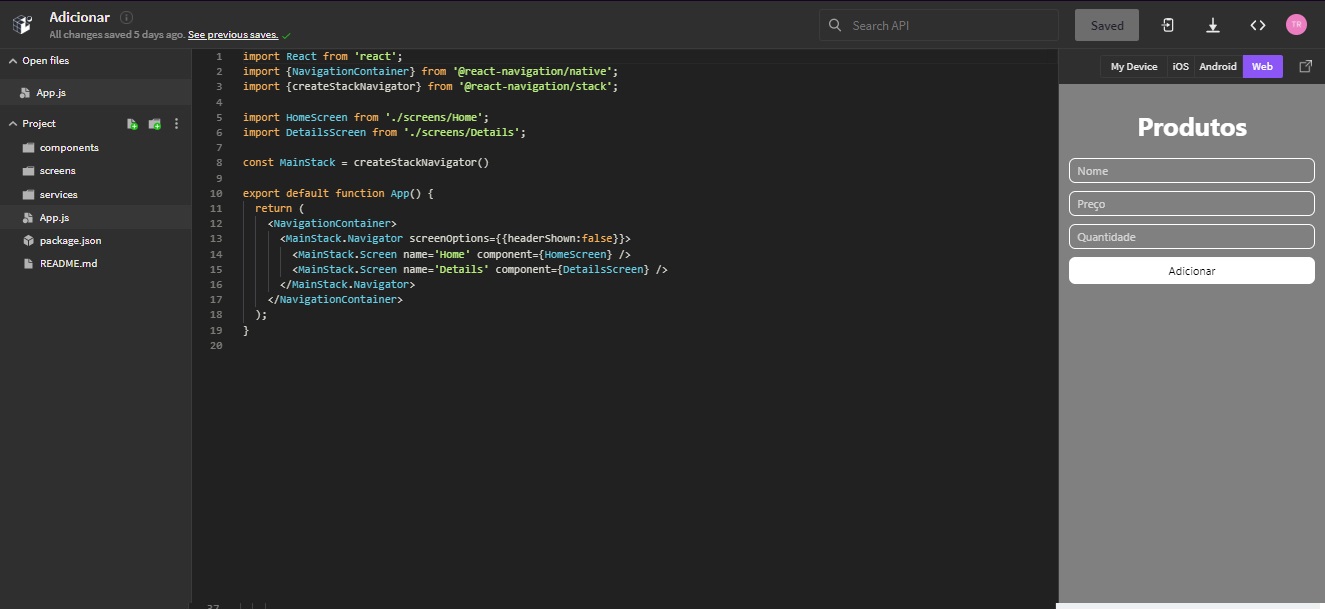 Adicionar
All changes saved 5 days ago. See previous saves.
Search API
Saved
TR
Open files
App.js
Project
components
screens
services
App.js
package.json
README.md
1 import React from 'react';
2 import {NavigationContainer} from '@react-navigation/native';
3 import {createStackNavigator} from '@react-navigation/stack';
4
5 import HomeScreen from './screens/Home';
6 import DetailsScreen from './screens/Details';
7
8 const MainStack = createStackNavigator()
9
10 export default function App() {
11 return (
12 <NavigationContainer>
13 <MainStack.Navigator screenOptions={{headerShown:false}}>
14 <MainStack.Screen name='Home' component={HomeScreen} />
15 <MainStack.Screen name='Details' component={DetailsScreen} />
16 </MainStack.Navigator>
17 </NavigationContainer>
18 );
19 }
20
37
My Device iOS Android Web
Produtos
Nome
Preço
Quantidade
Adicionar